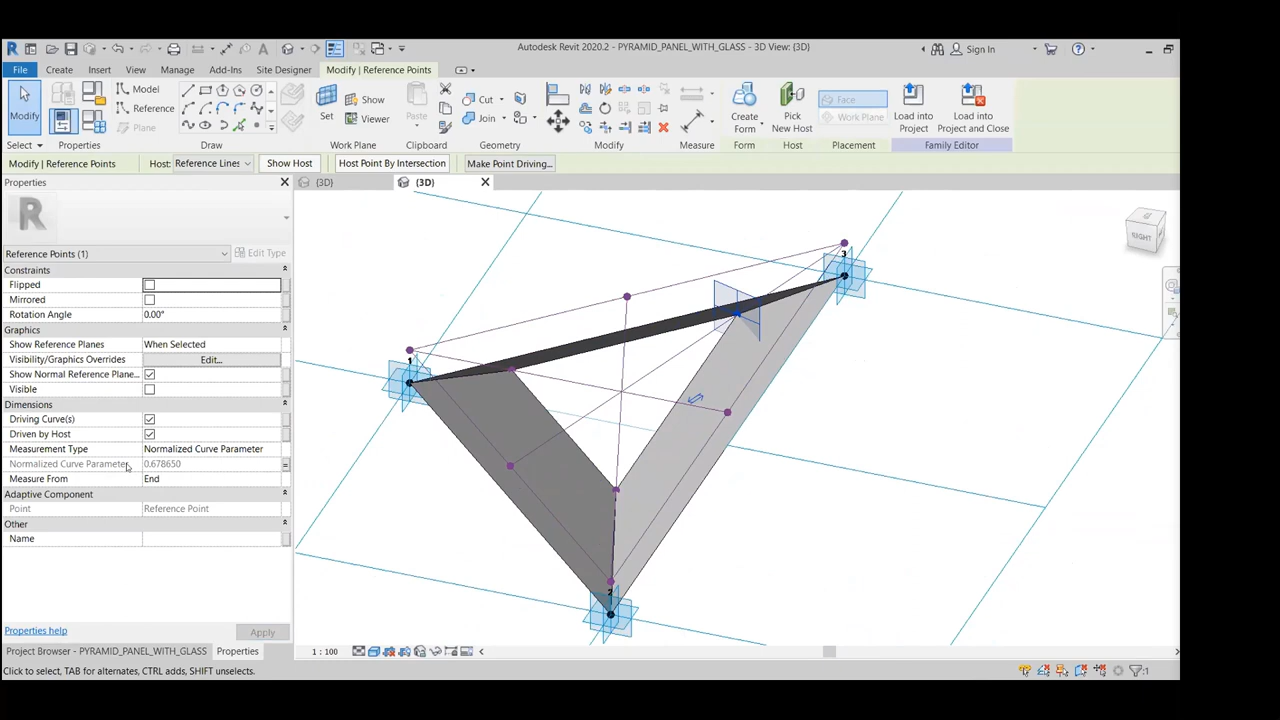 Autodesk Revit 2020.2 - PYRAMID_PANEL_WITH_GLASS - 3D View: {3D}
Sign In
File Create Insert View Manage Add-Ins Site Designer Modify | Reference Points
Modify
Model
Reference
Plane
Set
Show
Viewer
Paste
Cut
Join
Create Form
Pick New Host
Face
Work Plane
Load into Project
Load into Project and Close
Select Properties Draw Work Plane Clipboard Geometry Modify Measure Form Host Placement Family Editor
Modify | Reference Points Host: Reference Lines Show Host Host Point By Intersection Make Point Driving...
Properties
{3D}
{3D}
R
RIGHT
Reference Points (1) Edit Type
Constraints
Flipped
Mirrored
Rotation Angle 0.00°
Graphics
Show Reference Planes When Selected
Visibility/Graphics Overrides Edit...
Show Normal Reference Plane...
Visible
Dimensions
Driving Curve(s)
Driven by Host
Measurement Type Normalized Curve Parameter
Normalized Curve Parameter 0.678650
Measure From End
Adaptive Component
Point Reference Point
Other
Name
3
1
2
Properties help Apply
Project Browser - PYRAMID_PANEL_WITH_GLASS Properties
1 : 100
Click to select, TAB for alternates, CTRL adds, SHIFT unselects.
:1